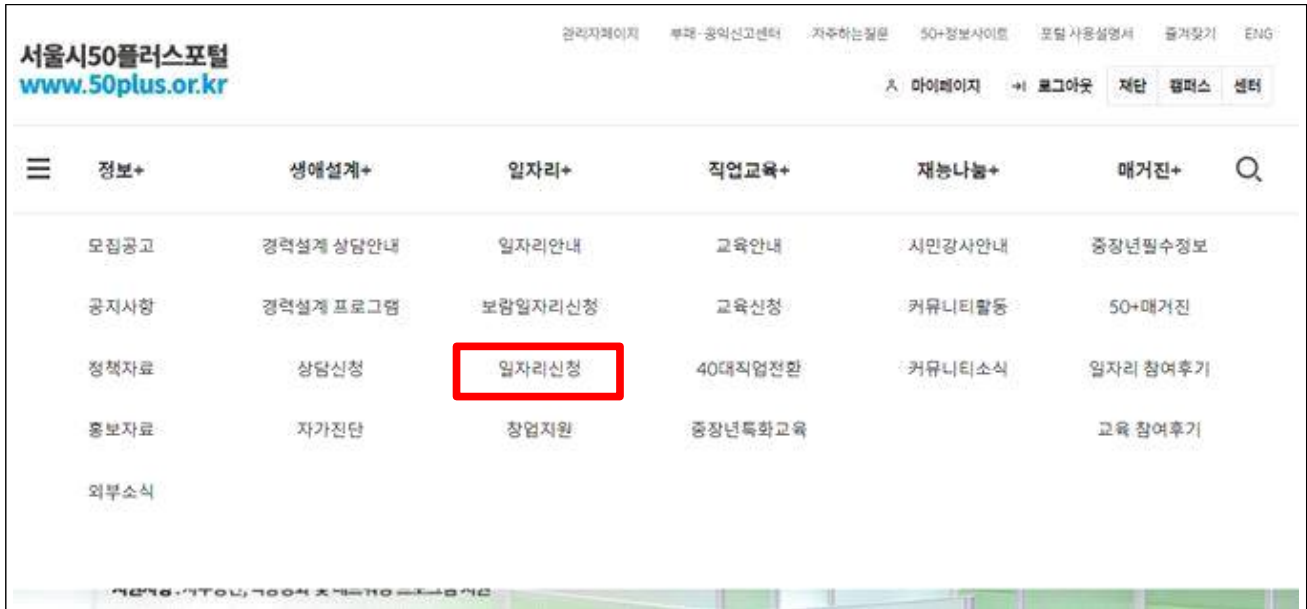 관리자페이지 부패·공익신고센터 자주하는질문 50+정보사이트 포털 사용설명서 즐겨찾기 ENG
서울시50플러스포털
www.50plus.or.kr
마이페이지 로그아웃 재단 캠퍼스 센터
정보+ 생애설계+ 일자리+ 직업교육+ 재능나눔+ 매거진+
모집공고 경력설계 상담안내 일자리안내 교육안내 시민강사안내 중장년필수정보
공지사항 경력설계 프로그램 보람일자리신청 교육신청 커뮤니티활동 50+매거진
정책자료 상담신청 일자리신청 40대직업전환 커뮤니티소식 일자리 참여후기
홍보자료 자가진단 창업지원 중장년특화교육 교육 참여후기
외부소식